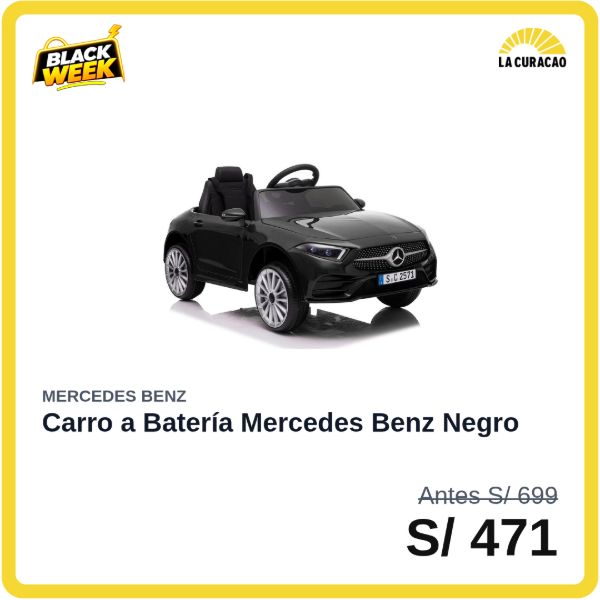 BLACK
WEEK
LA CURACAO
S.C 2571
MERCEDES BENZ
Carro a Batería Mercedes Benz Negro
Antes S/ 699
S/ 471